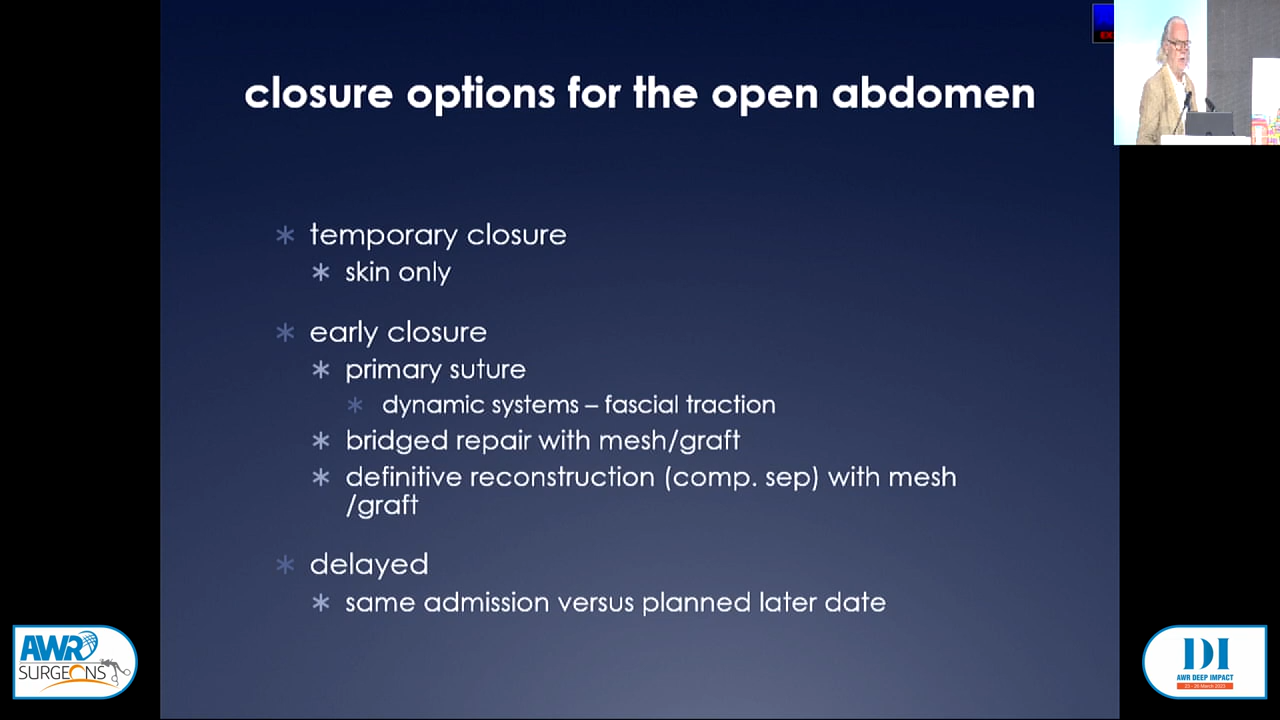 closure options for the open abdomen
* temporary closure
* skin only
* early closure
* primary suture
* dynamic systems – fascial traction
* bridged repair with mesh/graft
* definitive reconstruction (comp. sep) with mesh
/graft
* delayed
* same admission versus planned later date
AWR
SURGEONS
DI
AWR DEEP IMPACT